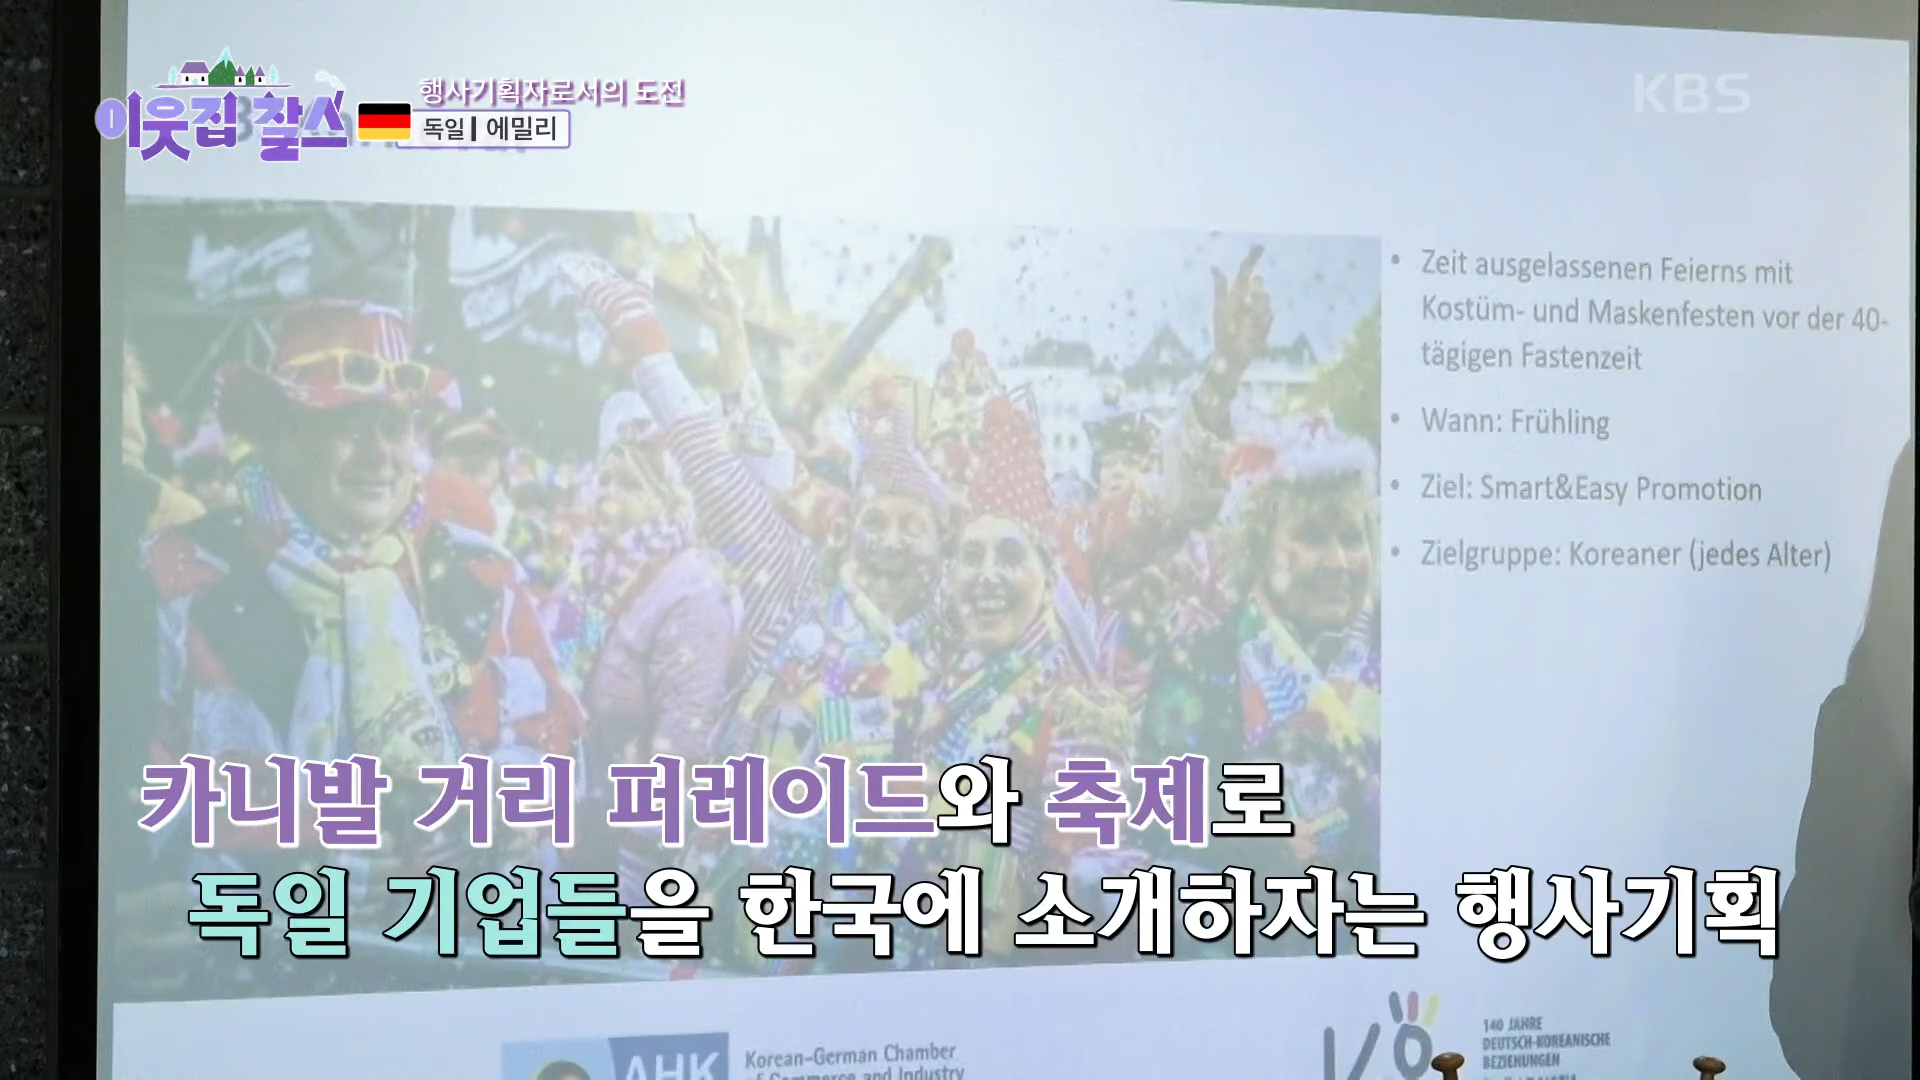 이웃집 찰스
행사기획자로서의 도전
독일 에밀리
KBS
• Zeit ausgelassenen Feierns mit
Kostüm- und Maskenfesten vor der 40-
tägigen Fastenzeit
• Wann: Frühling
• Ziel: Smart&Easy Promotion
• Zielgruppe: Koreaner (jedes Alter)
카니발 거리 퍼레이드와 축제로
독일 기업들을 한국에 소개하자는 행사기획
AHK
Korean-German Chamber
of Commerce and Industry
140 JAHRE
DEUTSCH-KOREANISCHE
BEZIEHUNGEN